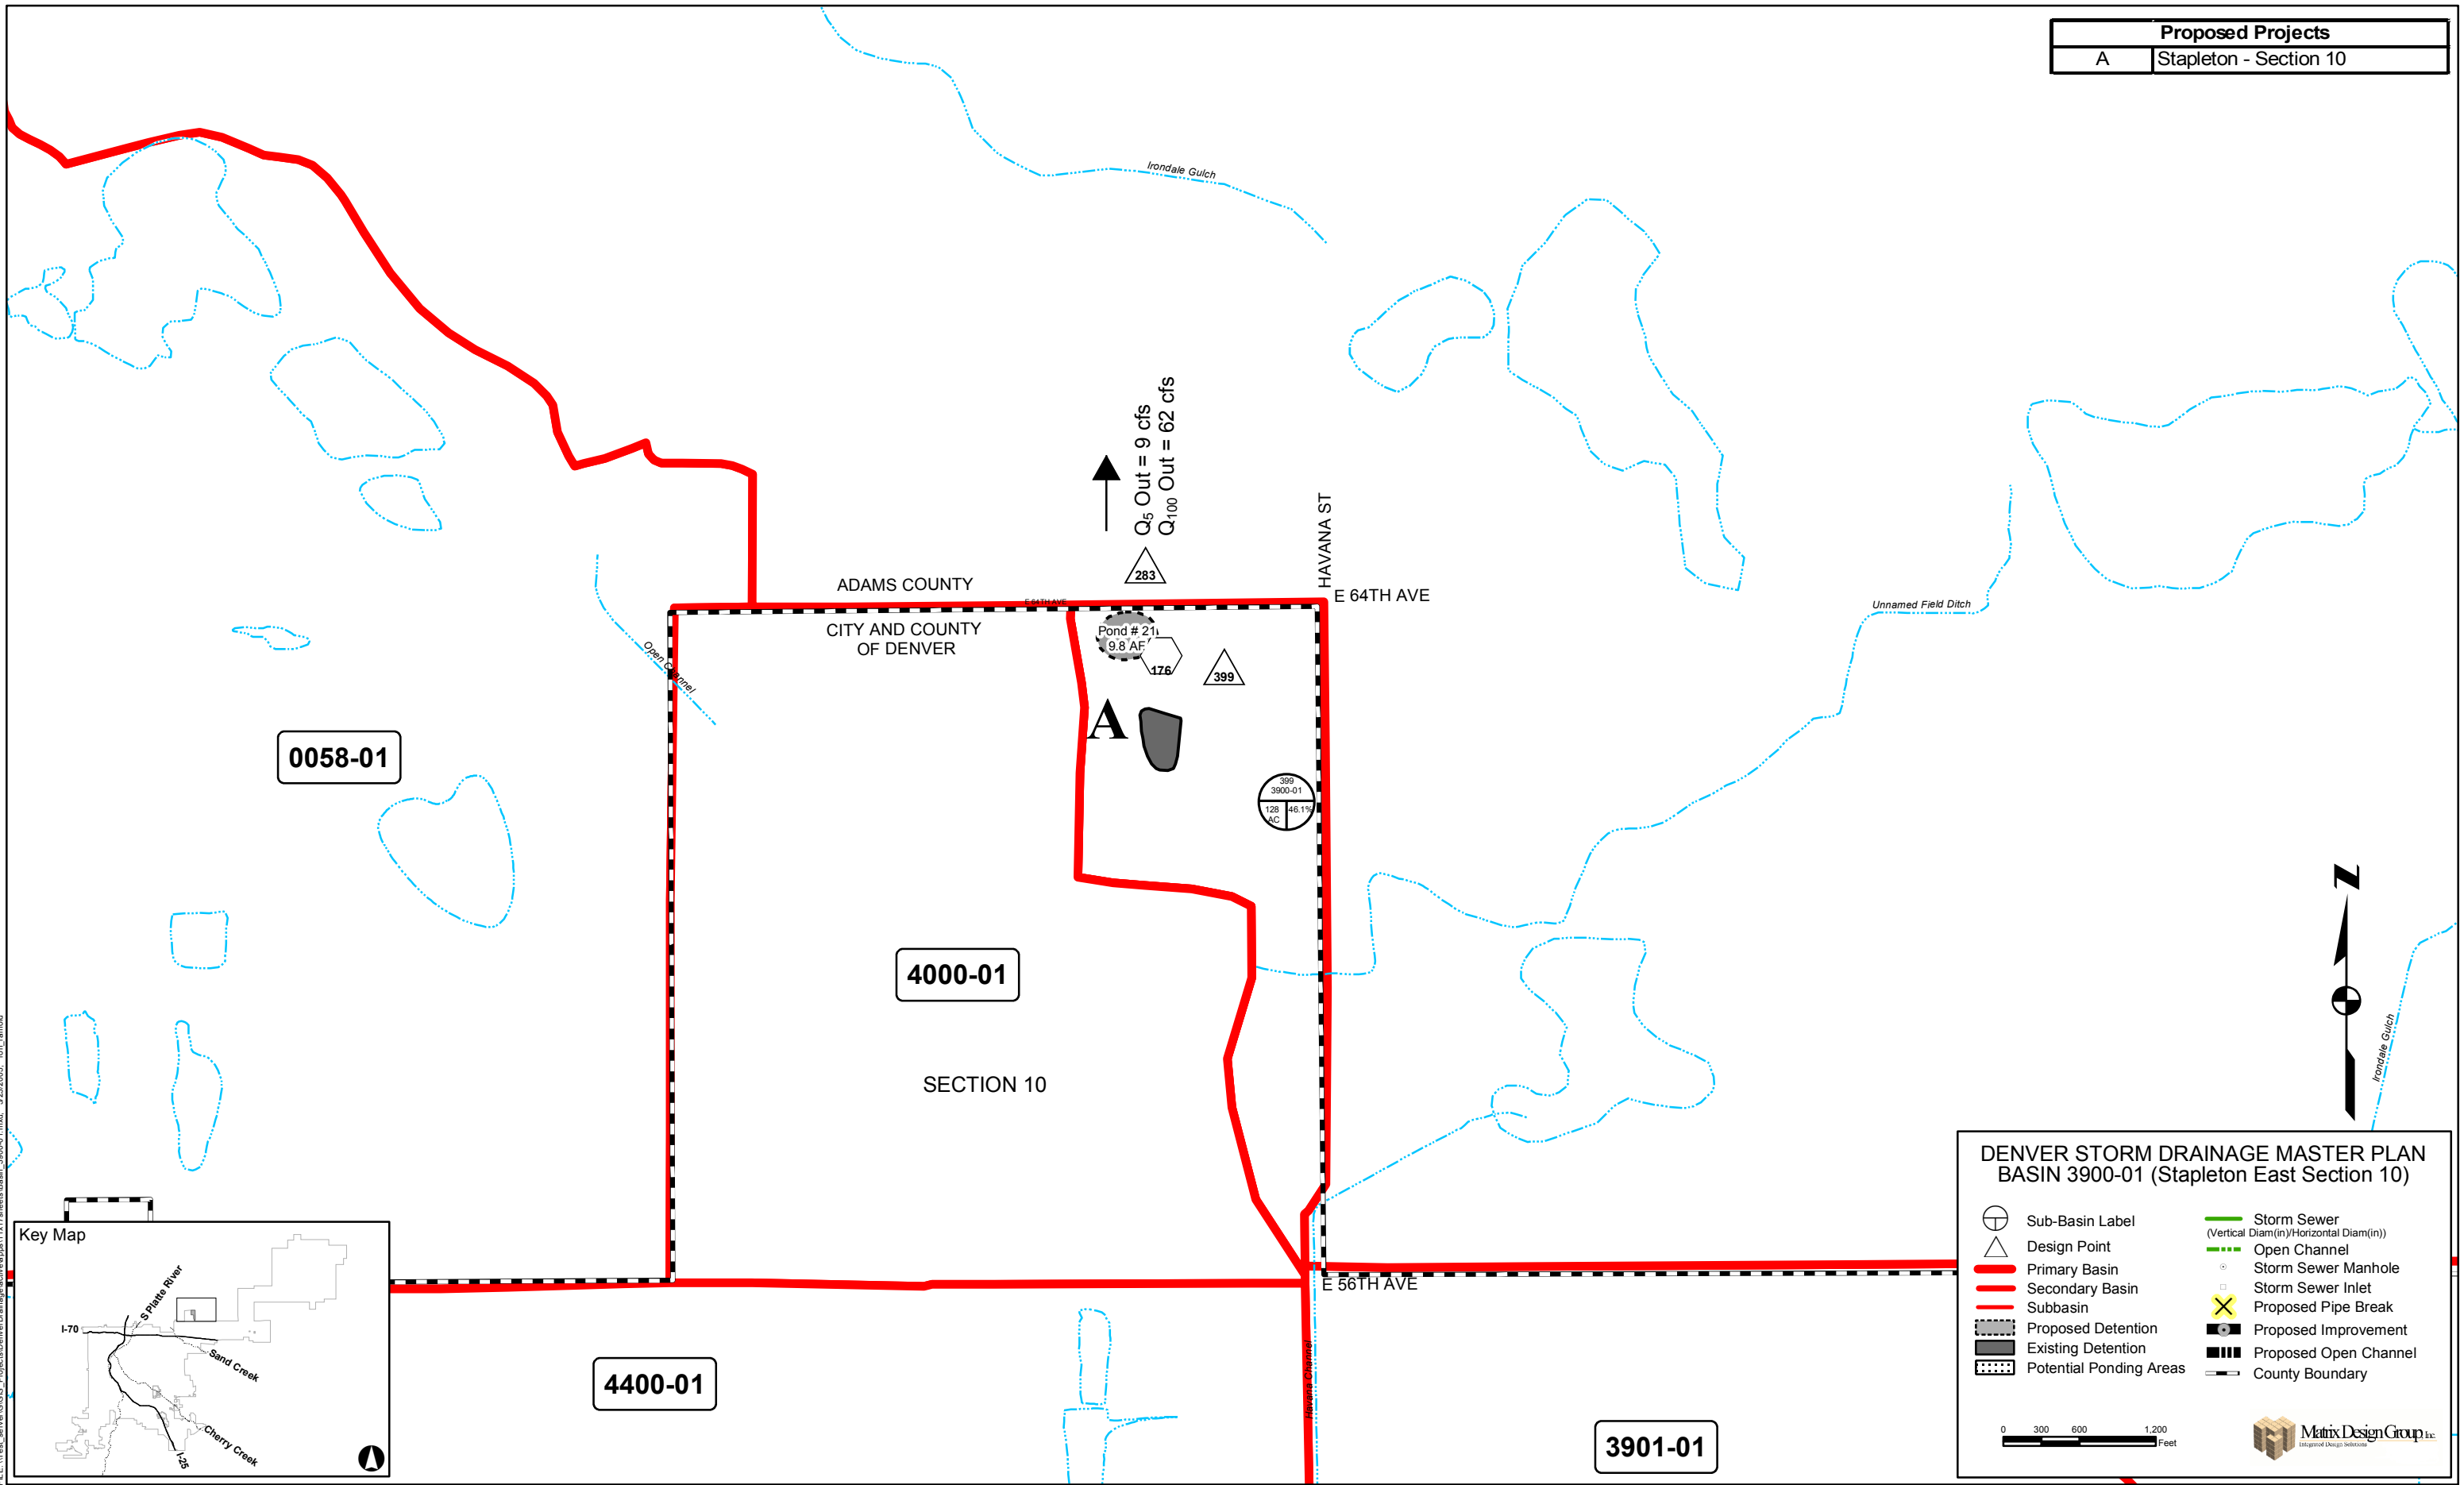 Proposed Projects
A Stapleton - Section 10
Irondale Gulch
Q5 Out = 9 cfs
Q100 Out = 62 cfs
HAVANA ST
283
ADAMS COUNTY
E 64TH AVE
E 64TH AVE
CITY AND COUNTY
OF DENVER
Pond # 21
9.8 AF
176
399
Open Channel
Unnamed Field Ditch
A
0058-01
399
3900-01
128
AC
46.1%
4000-01
SECTION 10
Irondale Gulch
E 56TH AVE
Havana Channel
4400-01
3901-01
N
Key Map
S Platte River
I-70
Sand Creek
Cherry Creek
I-25
DENVER STORM DRAINAGE MASTER PLAN
BASIN 3900-01 (Stapleton East Section 10)
Sub-Basin Label
Design Point
Primary Basin
Secondary Basin
Subbasin
Proposed Detention
Existing Detention
Potential Ponding Areas
Storm Sewer
(Vertical Diam(in)/Horizontal Diam(in))
Open Channel
Storm Sewer Manhole
Storm Sewer Inlet
Proposed Pipe Break
Proposed Improvement
Proposed Open Channel
County Boundary
0 300 600 1,200
Feet
Matrix Design Group, Inc.
Integrated Design Solutions